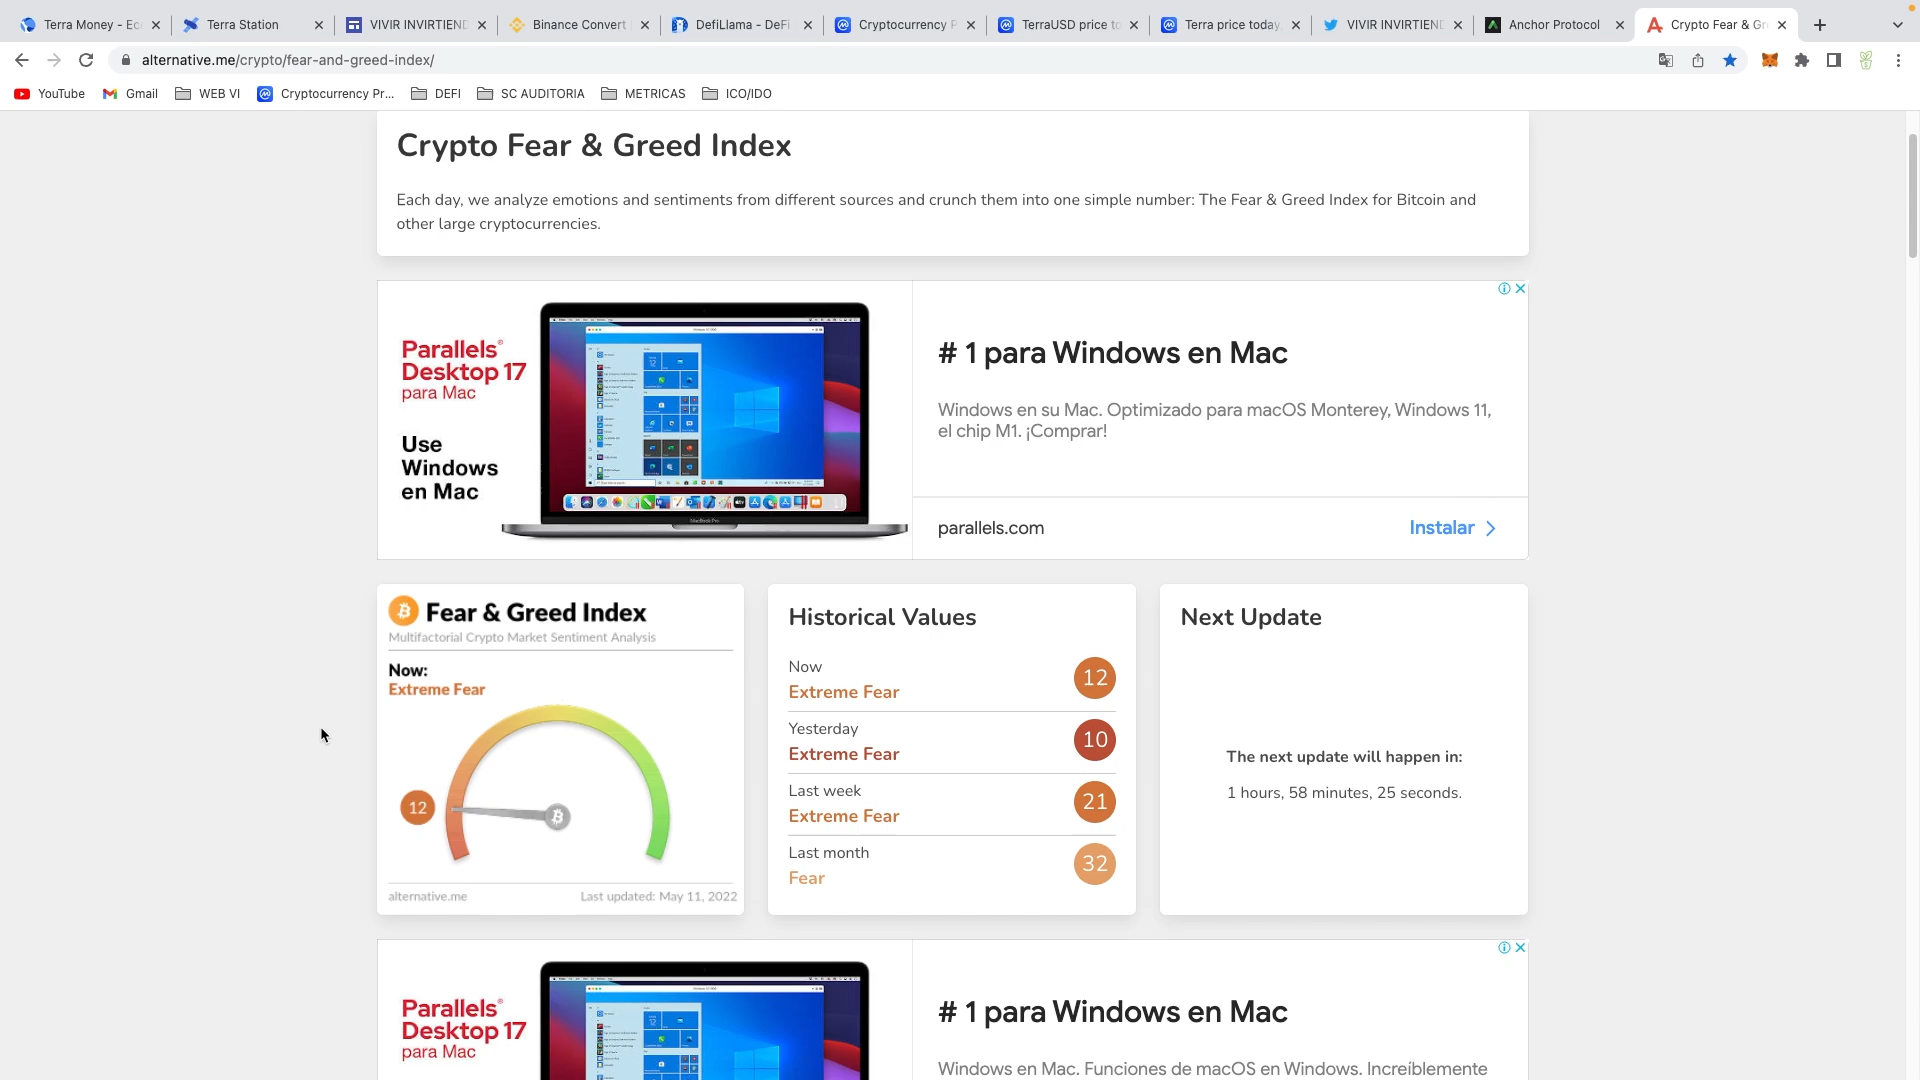 Terra Money - Ec
Terra Station
VIVIR INVIRTIEND
Binance Convert
DefiLlama - DeFi
Cryptocurrency P
TerraUSD price to
Terra price today,
VIVIR INVIRTIEND
Anchor Protocol
Crypto Fear & Gr
alternative.me/crypto/fear-and-greed-index/
YouTube
Gmail
WEB VI
Cryptocurrency Pr...
DEFI
SC AUDITORIA
METRICAS
ICO/IDO
Crypto Fear & Greed Index
Each day, we analyze emotions and sentiments from different sources and crunch them into one simple number: The Fear & Greed Index for Bitcoin and
other large cryptocurrencies.
Parallels®
Desktop 17
para Mac
Use
Windows
en Mac
MacBook Pro
# 1 para Windows en Mac
Windows en su Mac. Optimizado para macOS Monterey, Windows 11,
el chip M1. ¡Comprar!
parallels.com
Instalar
Fear & Greed Index
Multifactorial Crypto Market Sentiment Analysis
Now:
Extreme Fear
12
alternative.me
Last updated: May 11, 2022
Historical Values
Now
Extreme Fear
12
Yesterday
Extreme Fear
10
Last week
Extreme Fear
21
Last month
Fear
32
Next Update
The next update will happen in:
1 hours, 58 minutes, 25 seconds.
Parallels®
Desktop 17
para Mac
# 1 para Windows en Mac
Windows en Mac. Funciones de macOS en Windows. Increíblemente